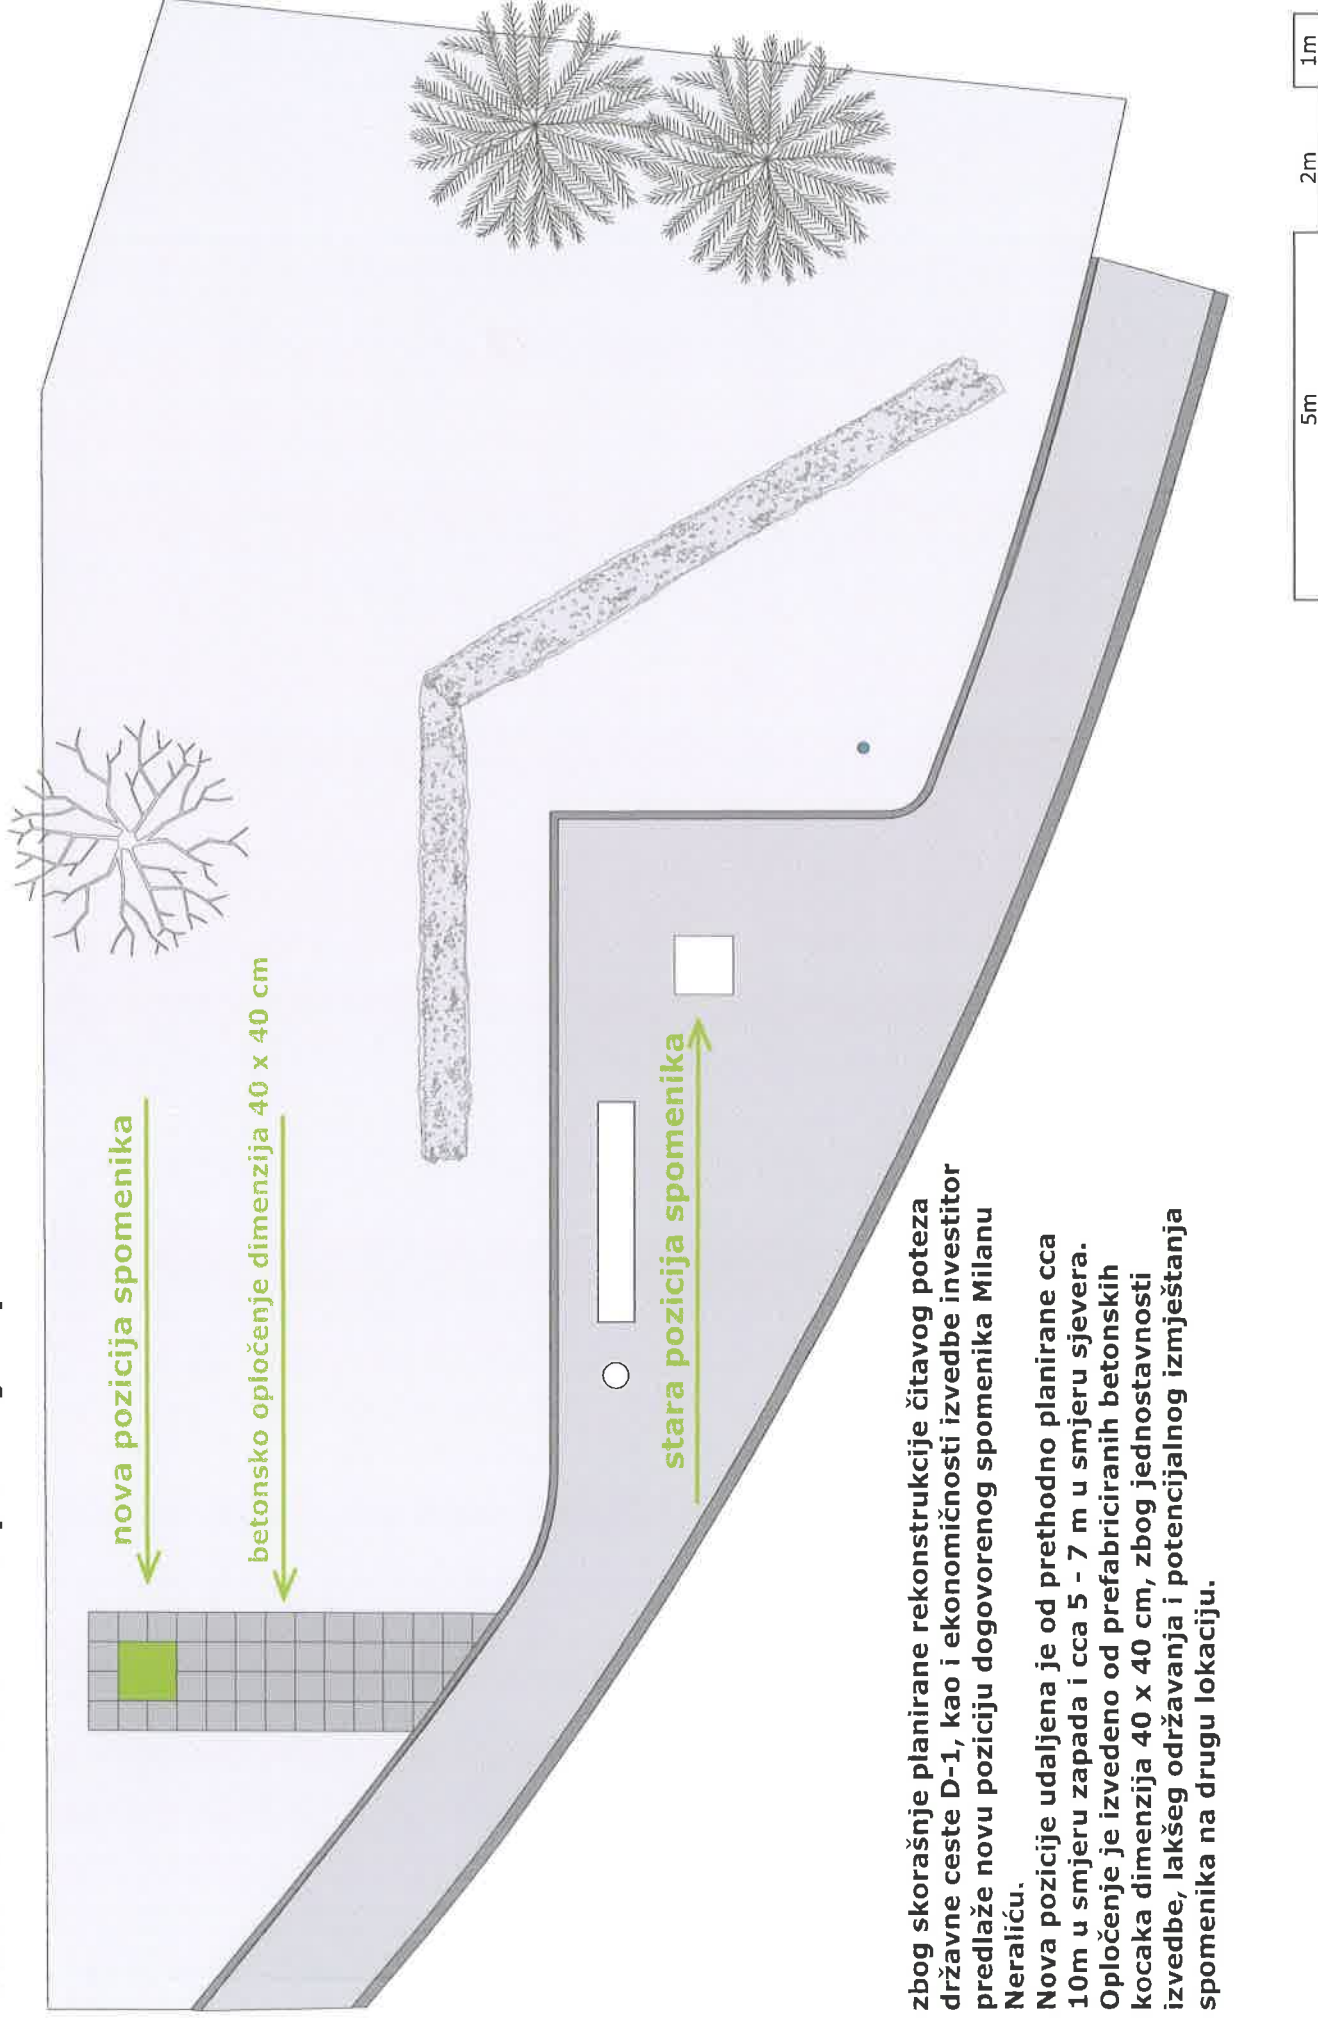 nova pozicija spomenika
betonsko opločenje dimenzija 40 x 40 cm
stara pozicija spomenika
zbog skorašnje planirane rekonstrukcije čitavog poteza
državne ceste D-1, kao i ekonomičnosti izvedbe investitor
predlaže novu poziciju dogovorenog spomenika Milanu
Neraliću.
Nova pozicije udaljena je od prethodno planirane cca
10m u smjeru zapada i cca 5 - 7 m u smjeru sjevera.
Opločenje je izvedeno od prefabriciranih betonskih
kocaka dimenzija 40 x 40 cm, zbog jednostavnosti
izvedbe, lakšeg održavanja i potencijalnog izmještanja
spomenika na drugu lokaciju.
5m
2m
1m